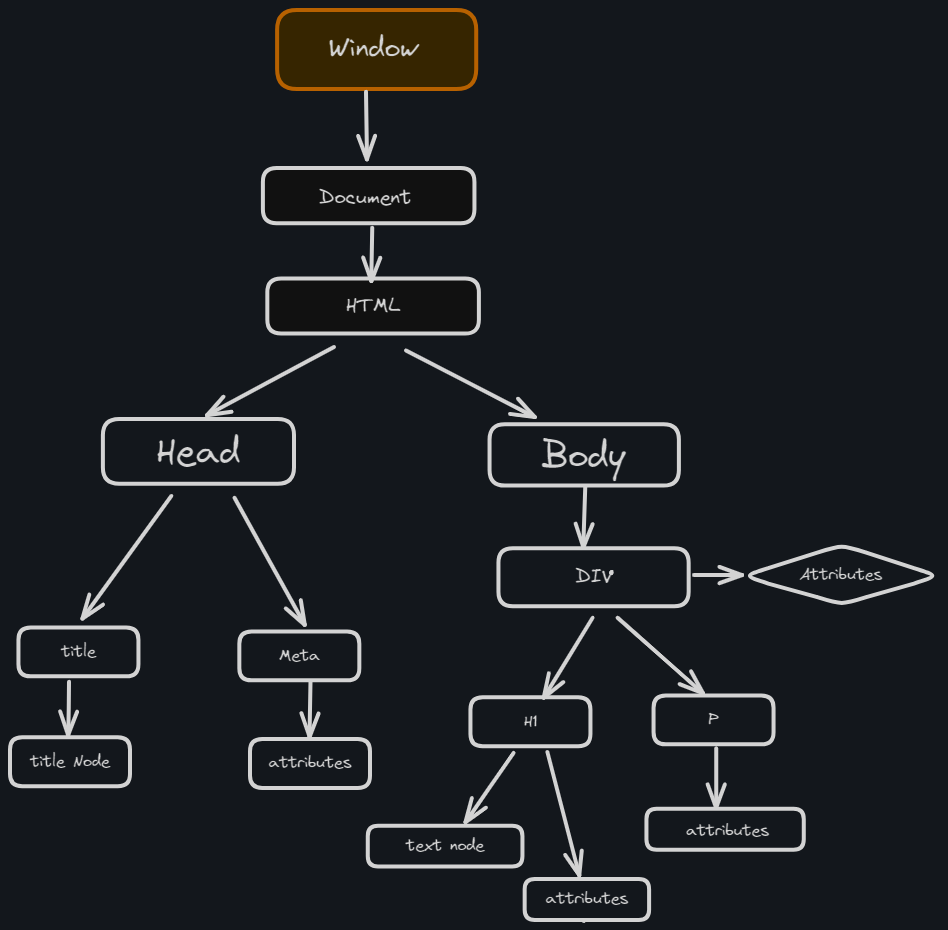 Window
Document
HTML
Head
Body
DIV
Attributes
title
Meta
H1
P
title Node
attributes
text node
attributes
attributes